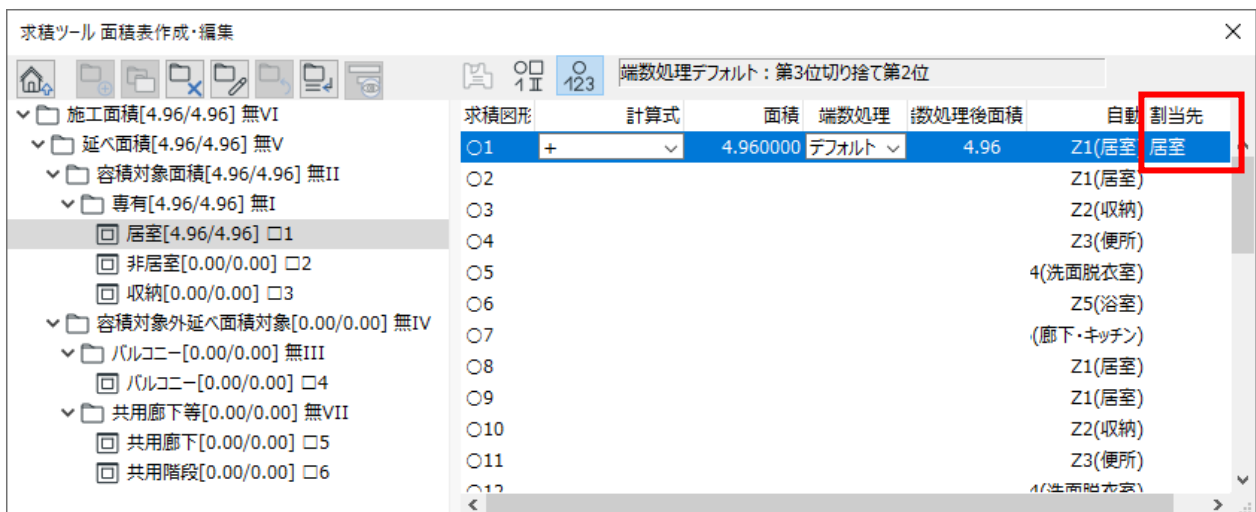 求積ツール 面積表作成・編集
○□
1Ⅱ
○
123
端数処理デフォルト：第3位切り捨て第2位
施工面積[4.96/4.96] 無VI
延べ面積[4.96/4.96] 無V
容積対象面積[4.96/4.96] 無II
専有[4.96/4.96] 無I
居室[4.96/4.96] □1
非居室[0.00/0.00] □2
収納[0.00/0.00] □3
容積対象外延べ面積対象[0.00/0.00] 無IV
バルコニー[0.00/0.00] 無III
バルコニー[0.00/0.00] □4
共用廊下等[0.00/0.00] 無VII
共用廊下[0.00/0.00] □5
共用階段[0.00/0.00] □6
求積図形 計算式 面積 端数処理 数処理後面積 自動 割当先
○1 + 4.960000 デフォルト 4.96 Z1(居室) 居室
○2 Z1(居室)
○3 Z2(収納)
○4 Z3(便所)
○5 4(洗面脱衣室)
○6 Z5(浴室)
○7 (廊下・キッチン)
○8 Z1(居室)
○9 Z1(居室)
○10 Z2(収納)
○11 Z3(便所)
○12 4(洗面脱衣室)